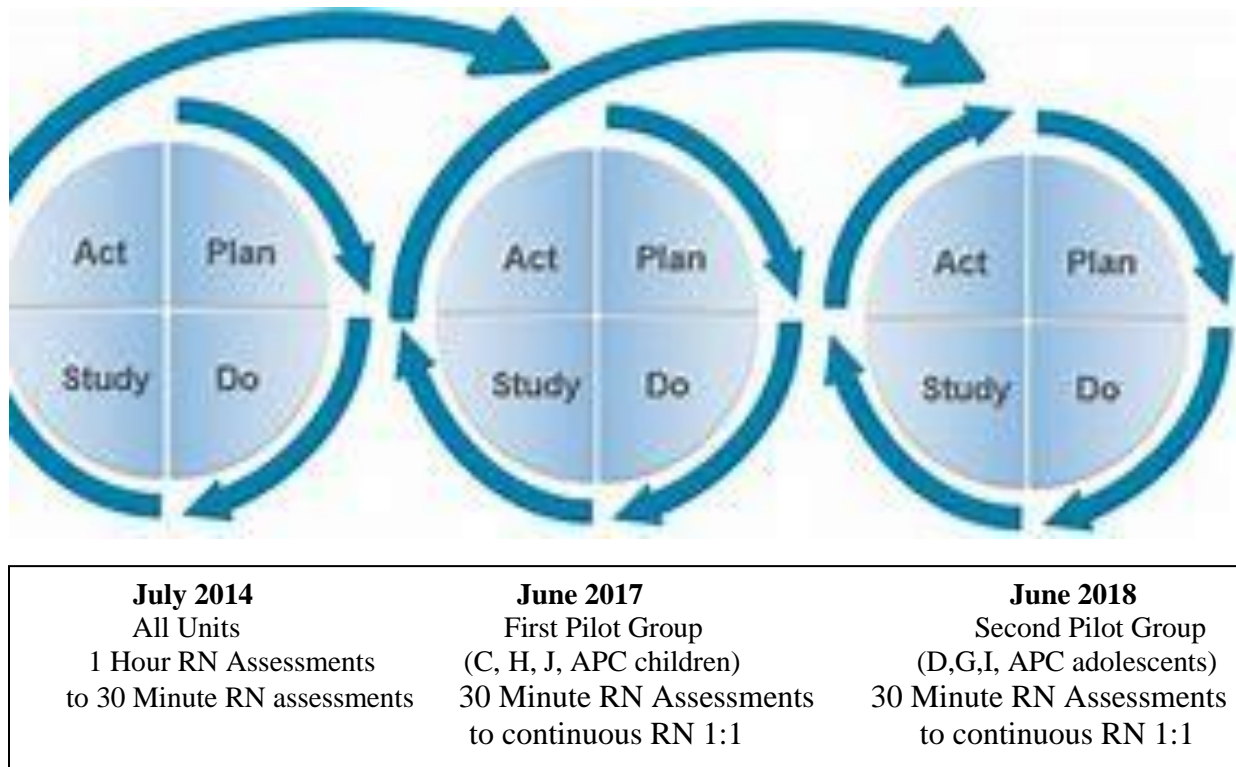 Act Plan
Study Do
Act Plan
Study Do
Act Plan
Study Do
July 2014
All Units
1 Hour RN Assessments
to 30 Minute RN assessments
June 2017
First Pilot Group
(C, H, J, APC children)
30 Minute RN Assessments
to continuous RN 1:1
June 2018
Second Pilot Group
(D,G,I, APC adolescents)
30 Minute RN Assessments
to continuous RN 1:1